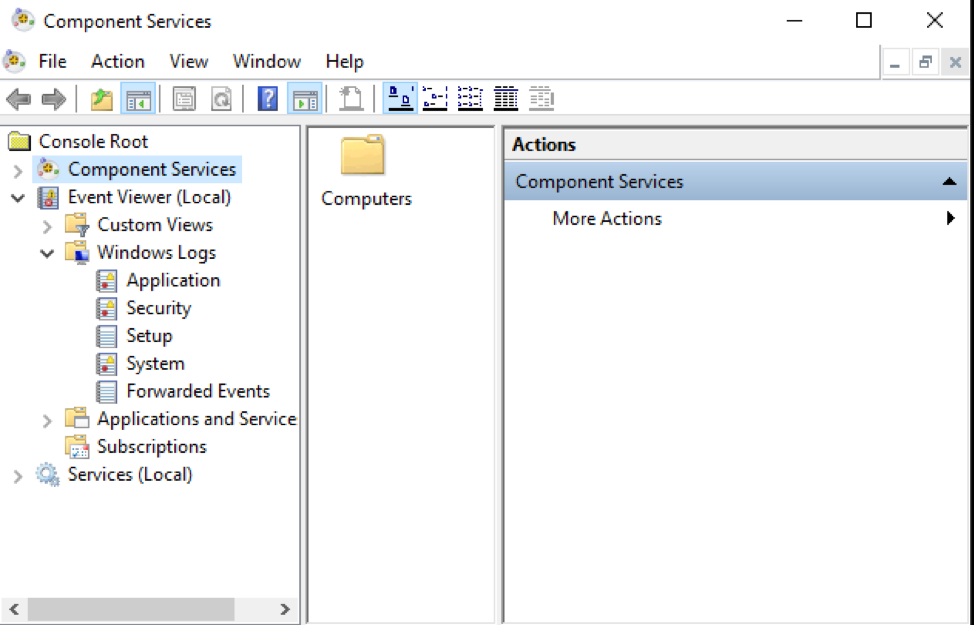 Component Services
File Action View Window Help
Console Root
Component Services
Event Viewer (Local)
Custom Views
Windows Logs
Application
Security
Setup
System
Forwarded Events
Applications and Service
Subscriptions
Services (Local)
Computers
Actions
Component Services
More Actions